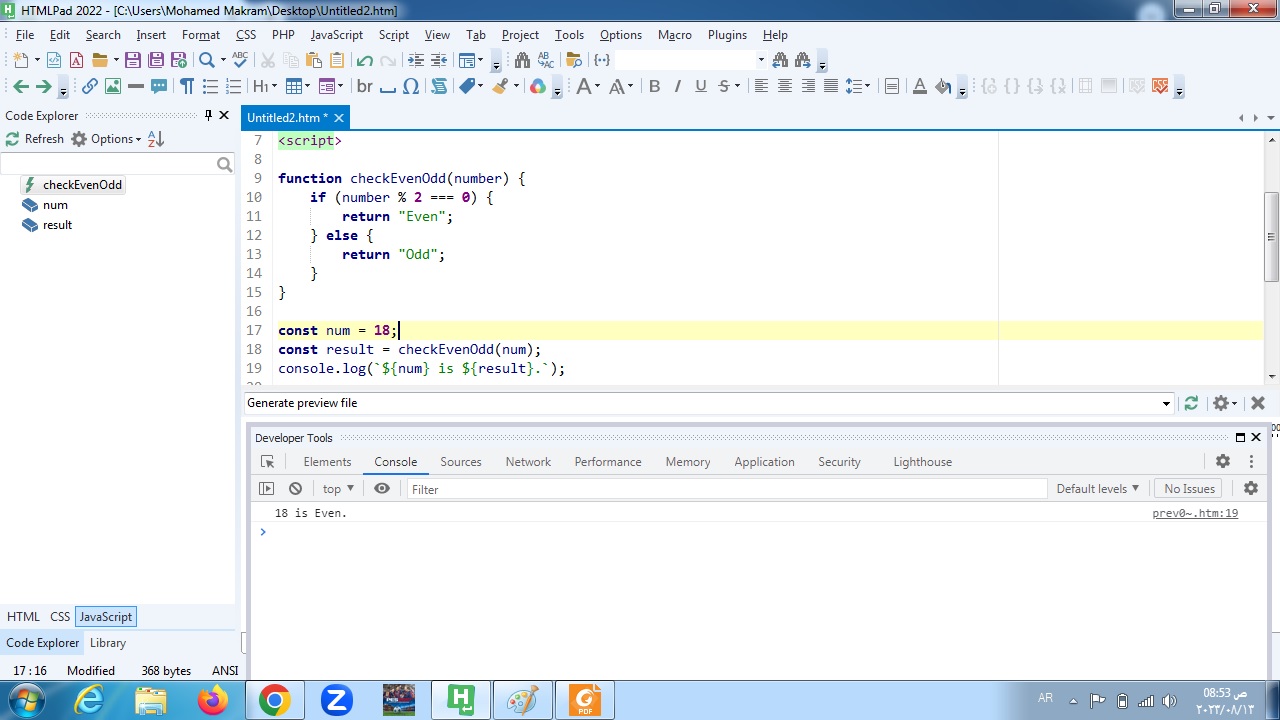 HTMLPad 2022 - [C:\Users\Mohamed Makram\Desktop\Untitled2.htm]
File Edit Search Insert Format CSS PHP JavaScript Script View Tab Project Tools Options Macro Plugins Help
Code Explorer
Refresh Options
checkEvenOdd
num
result
Untitled2.htm *
7 <script>
8
9 function checkEvenOdd(number) {
10 if (number % 2 === 0) {
11 return "Even";
12 } else {
13 return "Odd";
14 }
15 }
16
17 const num = 18;
18 const result = checkEvenOdd(num);
19 console.log(`${num} is ${result}.`);
Generate preview file
Developer Tools
Elements Console Sources Network Performance Memory Application Security Lighthouse
top Filter Default levels No Issues
18 is Even. prev0~.htm:19
HTML CSS JavaScript
Code Explorer Library
17 : 16 Modified 368 bytes ANSI
AR
08:53 ص
٢٠٢٣/٠٨/١٣